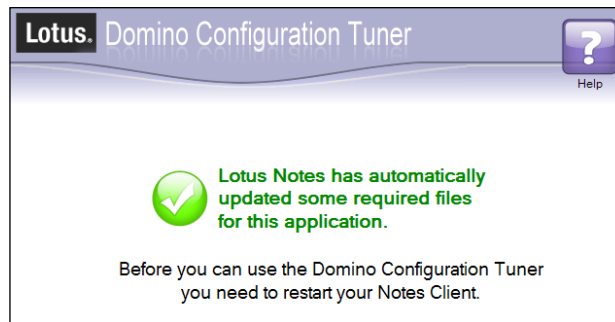 Lotus. Domino Configuration Tuner
?
Help
Lotus Notes has automatically
updated some required files
for this application.
Before you can use the Domino Configuration Tuner
you need to restart your Notes Client.